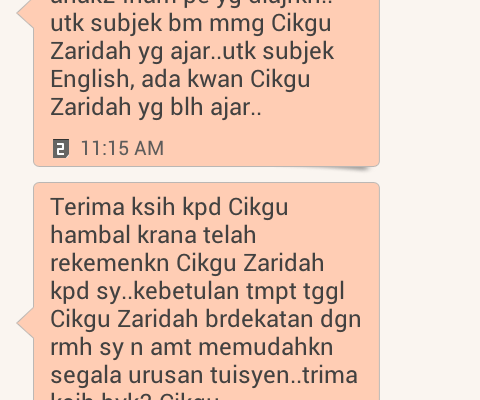 utk subjek bm mmg Cikgu
Zaridah yg ajar..utk subjek
English, ada kwan Cikgu
Zaridah yg blh ajar..
2 11:15 AM
Terima ksih kpd Cikgu
hambal krana telah
rekemenkn Cikgu Zaridah
kpd sy..kebetulan tmpt tggl
Cikgu Zaridah brdekatan dgn
rmh sy n amt memudahkn
segala urusan tuisyen..trima